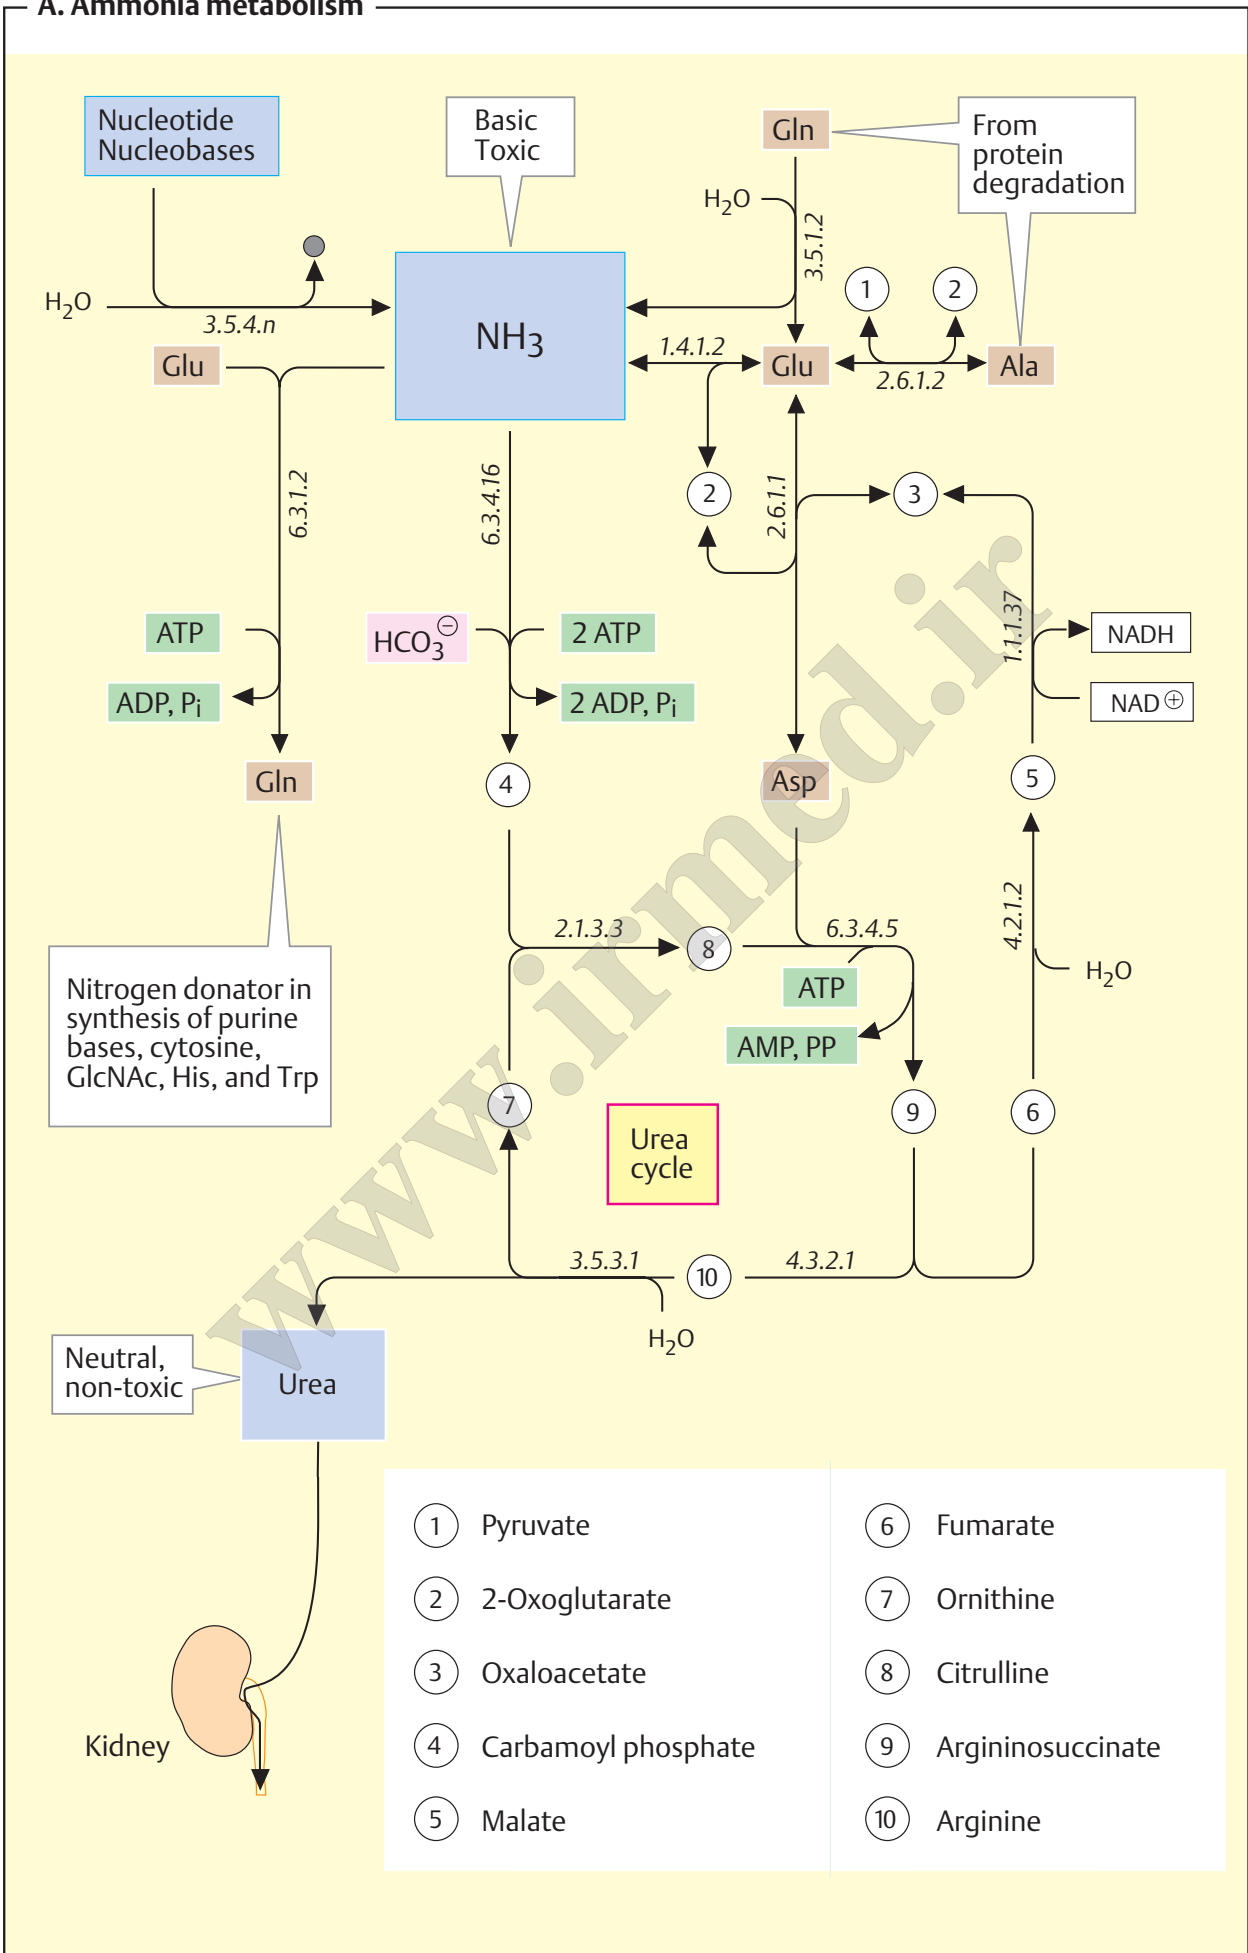 A. Ammonia metabolism
Nucleotide
Nucleobases
Basic
Toxic
Gln
From
protein
degradation
H2O
3.5.1.2
1
2
H2O
3.5.4.n
NH3
1.4.1.2
Glu
Glu
2.6.1.2
Ala
6.3.1.2
6.3.4.16
2
2.6.1.1
3
1.1.1.37
ATP
HCO3⊖
2 ATP
NADH
ADP, Pi
2 ADP, Pi
NAD⊕
Gln
4
Asp
5
4.2.1.2
2.1.3.3
8
6.3.4.5
H2O
ATP
AMP, PP
Nitrogen donator in
synthesis of purine
bases, cytosine,
GlcNAc, His, and Trp
7
9
6
Urea
cycle
3.5.3.1
10
4.3.2.1
H2O
Neutral,
non-toxic
Urea
Kidney
1 Pyruvate
2 2-Oxoglutarate
3 Oxaloacetate
4 Carbamoyl phosphate
5 Malate
6 Fumarate
7 Ornithine
8 Citrulline
9 Argininosuccinate
10 Arginine
www.irmed.ir